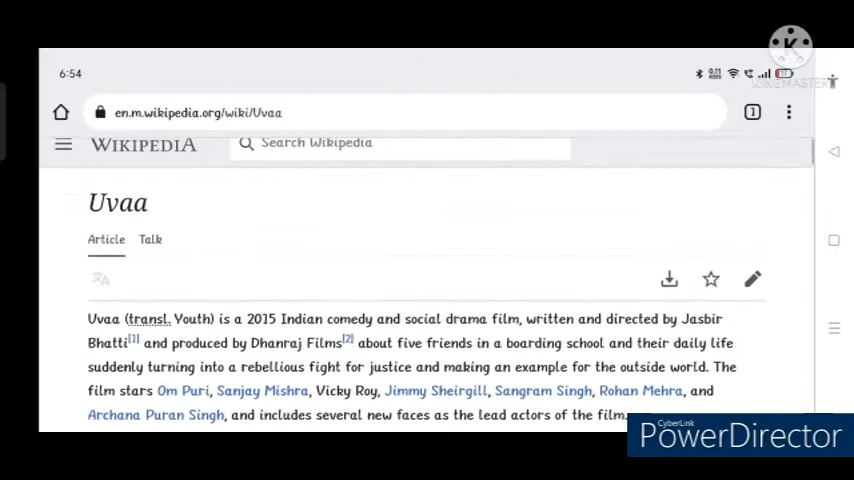 KINEMASTER
6:54
0.11
en.m.wikipedia.org/wiki/Uvaa
1
WIKIPEDIA
Search Wikipedia
Uvaa
Article Talk
Uvaa (transl. Youth) is a 2015 Indian comedy and social drama film, written and directed by Jasbir
Bhatti[1] and produced by Dhanraj Films[2] about five friends in a boarding school and their daily life
suddenly turning into a rebellious fight for justice and making an example for the outside world. The
film stars Om Puri, Sanjay Mishra, Vicky Roy, Jimmy Sheirgill, Sangram Singh, Rohan Mehra, and
Archana Puran Singh, and includes several new faces as the lead actors of the film.
CyberLink
PowerDirector